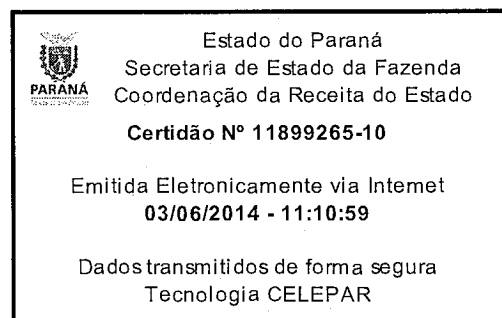 Estado do Paraná
Secretaria de Estado da Fazenda
Coordenação da Receita do Estado
PARANÁ
Certidão Nº 11899265-10
Emitida Eletronicamente via Internet
03/06/2014 - 11:10:59
Dados transmitidos de forma segura
Tecnologia CELEPAR